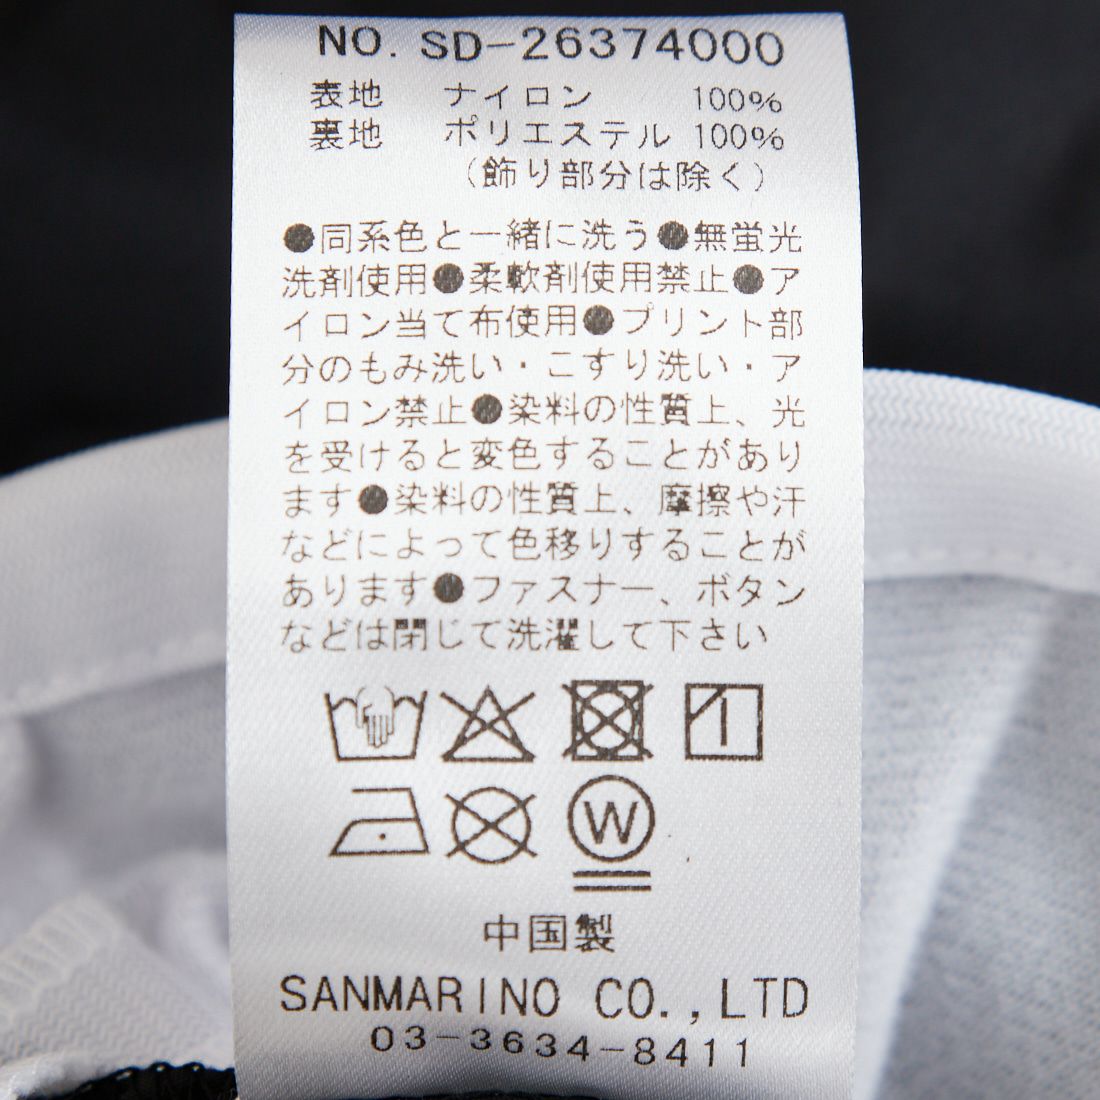 NO. SD-26374000
表地 ナイロン 100%
裏地 ポリエステル 100%
(飾り部分は除く)
●同系色と一緒に洗う●無蛍光
洗剤使用●柔軟剤使用禁止●ア
イロン当て布使用●プリント部
分のもみ洗い・こすり洗い・ア
イロン禁止●染料の性質上、光
を受けると変色することがあり
ます●染料の性質上、摩擦や汗
などによって色移りすることが
あります●ファスナー、ボタン
などは閉じて洗濯して下さい
W
中国製
SANMARINO CO.,LTD
03-3634-8411